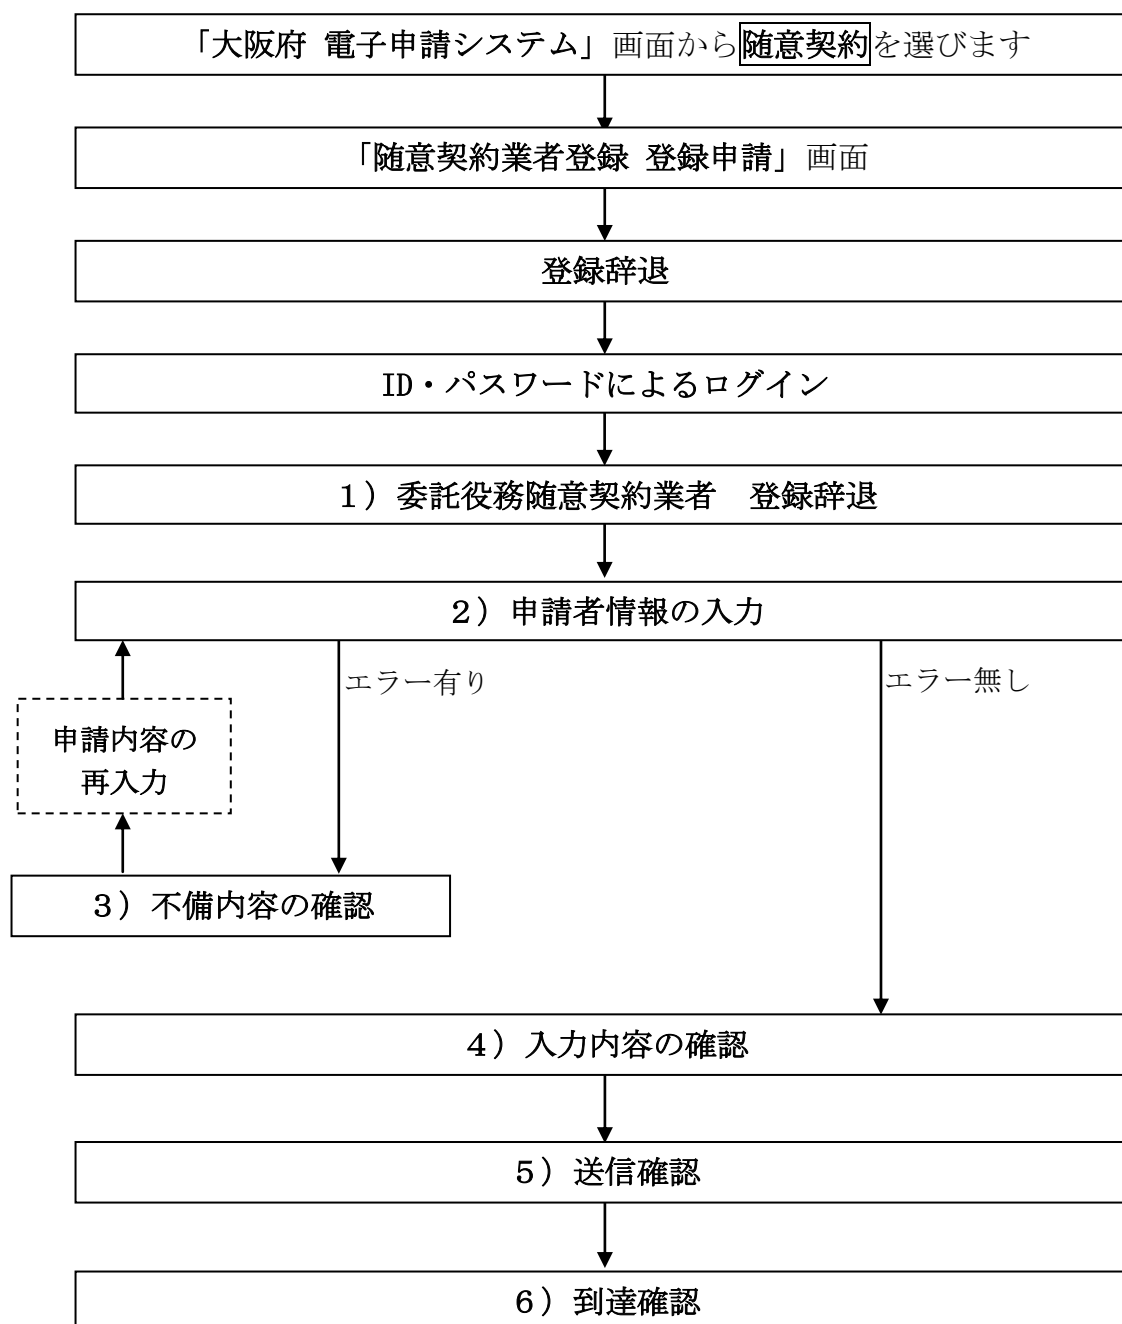 「大阪府 電子申請システム」画面から随意契約を選びます
「随意契約業者登録 登録申請」画面
登録辞退
ID・パスワードによるログイン
1）委託役務随意契約業者　登録辞退
2）申請者情報の入力
エラー有り
エラー無し
申請内容の
再入力
3）不備内容の確認
4）入力内容の確認
5）送信確認
6）到達確認